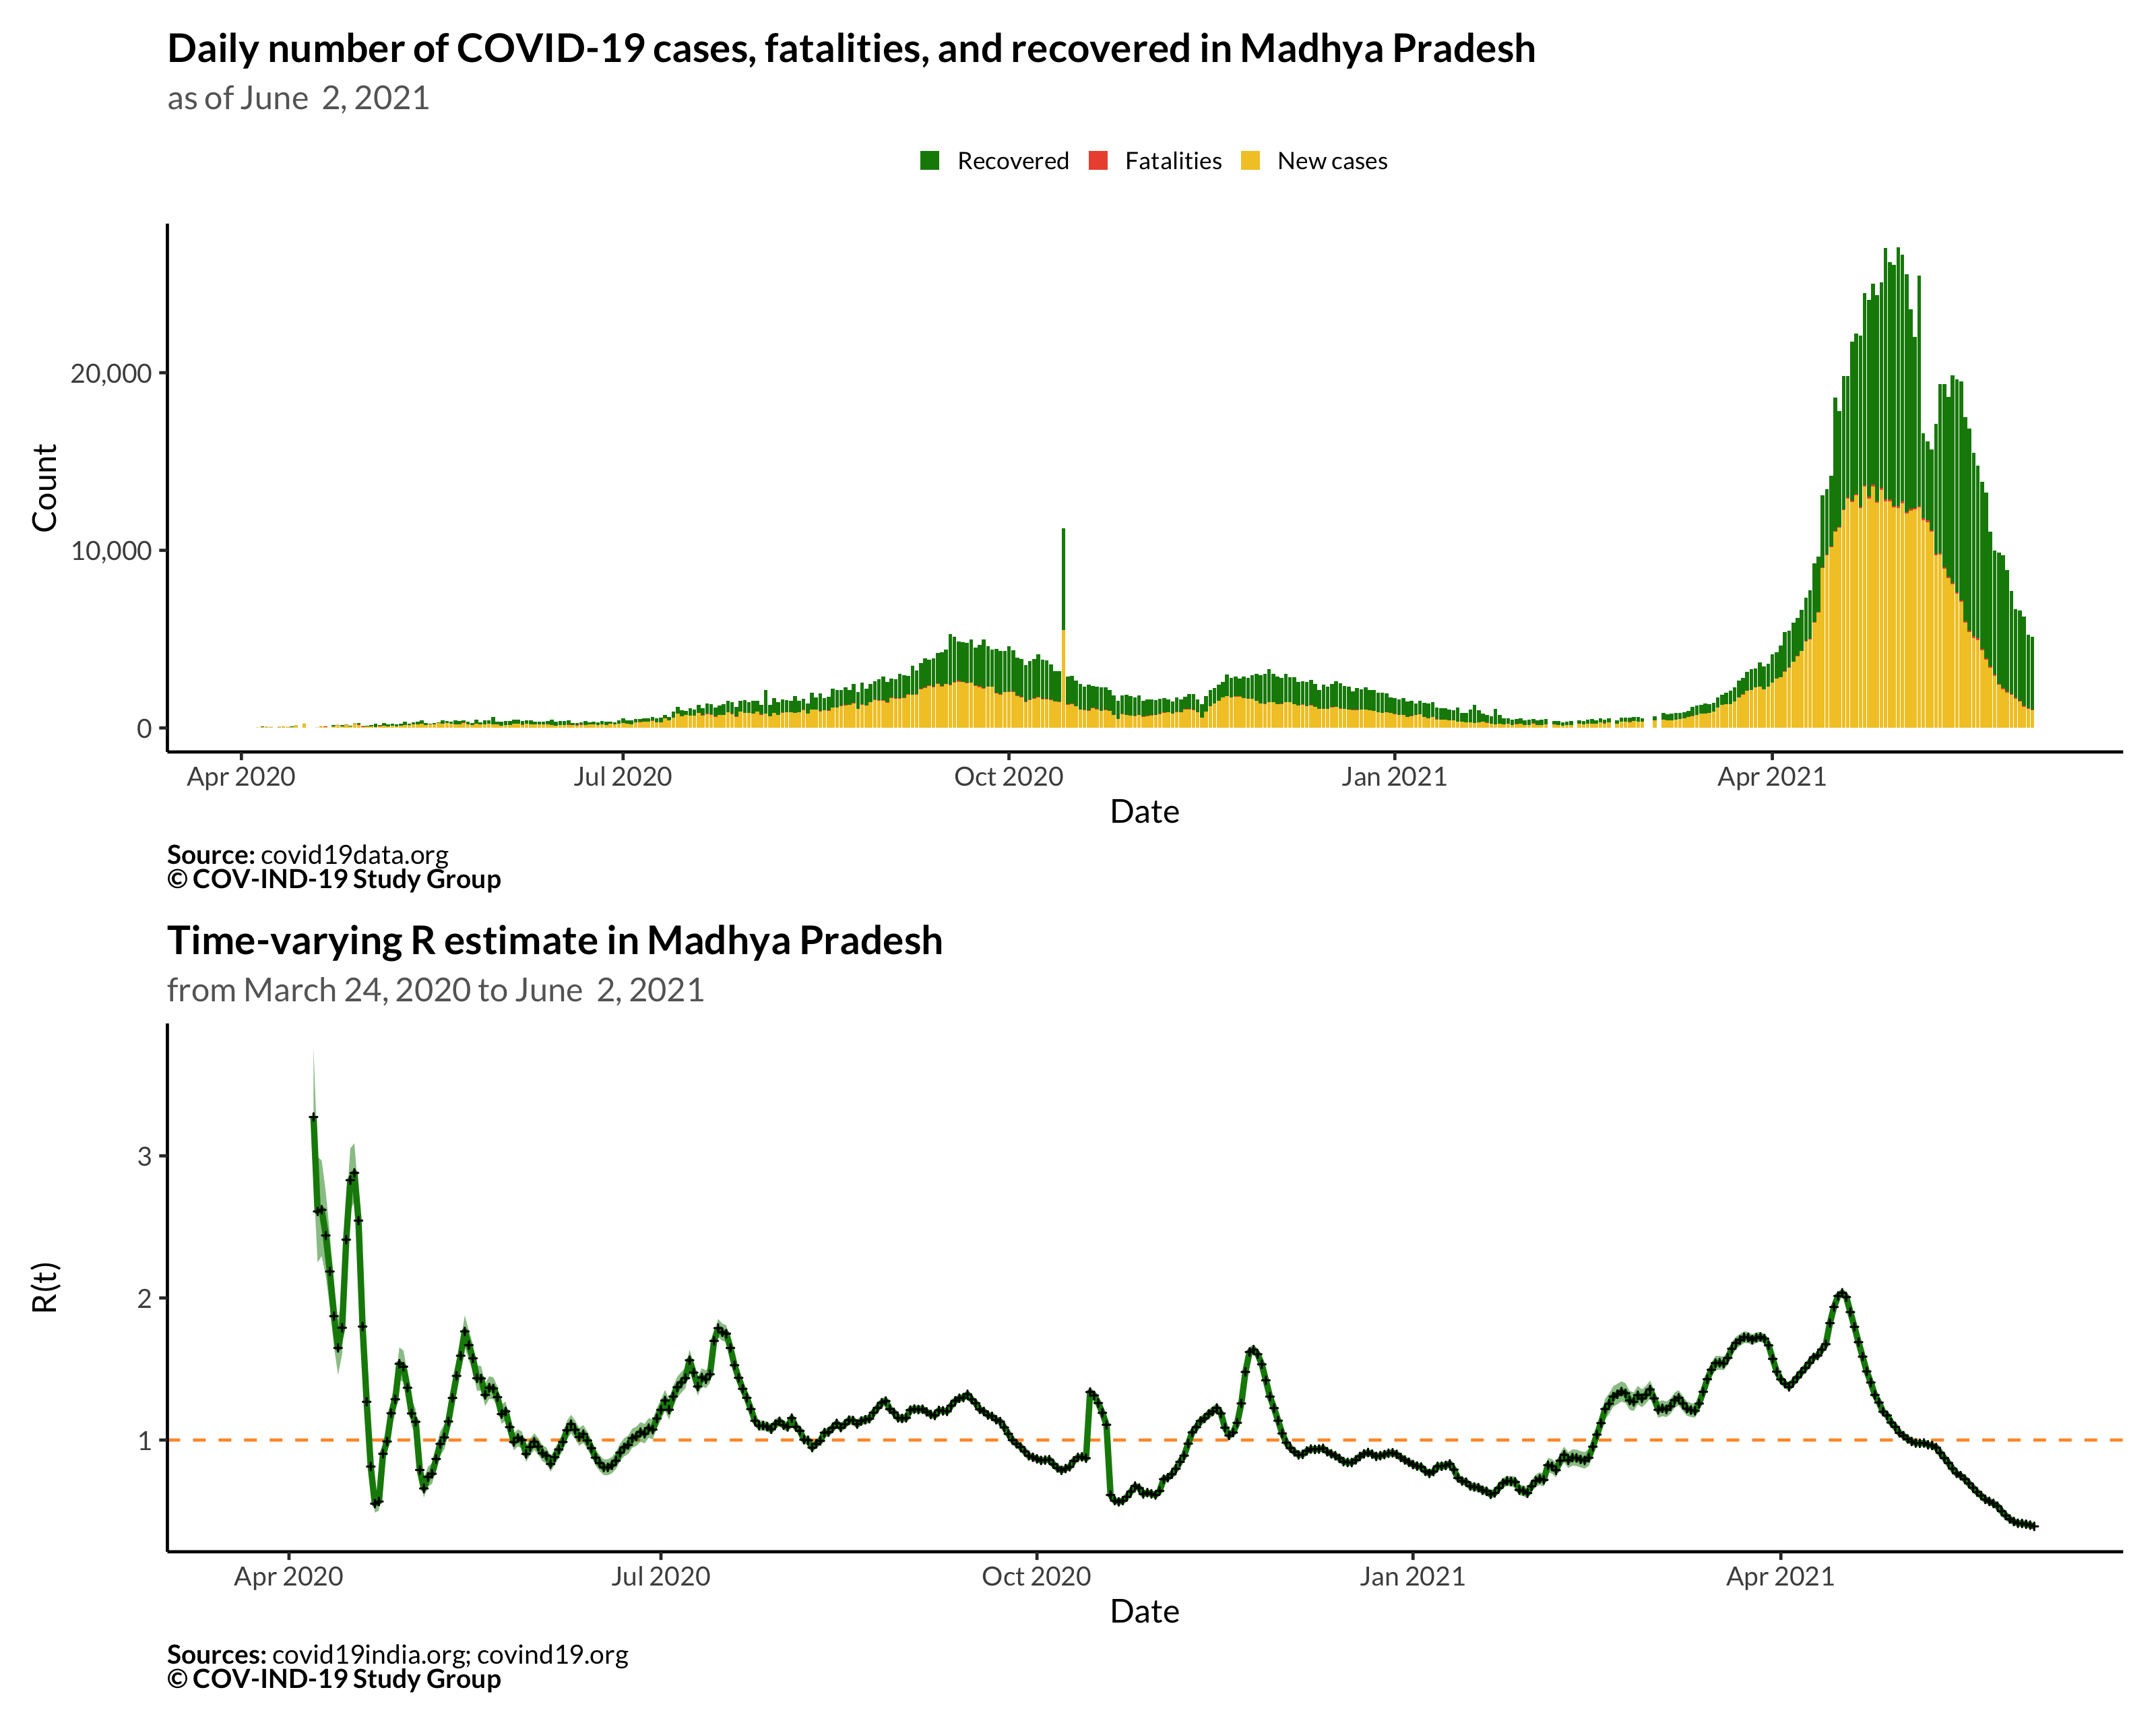 Daily number of COVID-19 cases, fatalities, and recovered in Madhya Pradesh
as of June 2, 2021
Recovered Fatalities New cases
Count
20,000
10,000
0
Apr 2020 Jul 2020 Oct 2020 Jan 2021 Apr 2021
Date
Source: covid19data.org
© COV-IND-19 Study Group
Time-varying R estimate in Madhya Pradesh
from March 24, 2020 to June 2, 2021
R(t)
3
2
1
Apr 2020 Jul 2020 Oct 2020 Jan 2021 Apr 2021
Date
Sources: covid19india.org; covind19.org
© COV-IND-19 Study Group